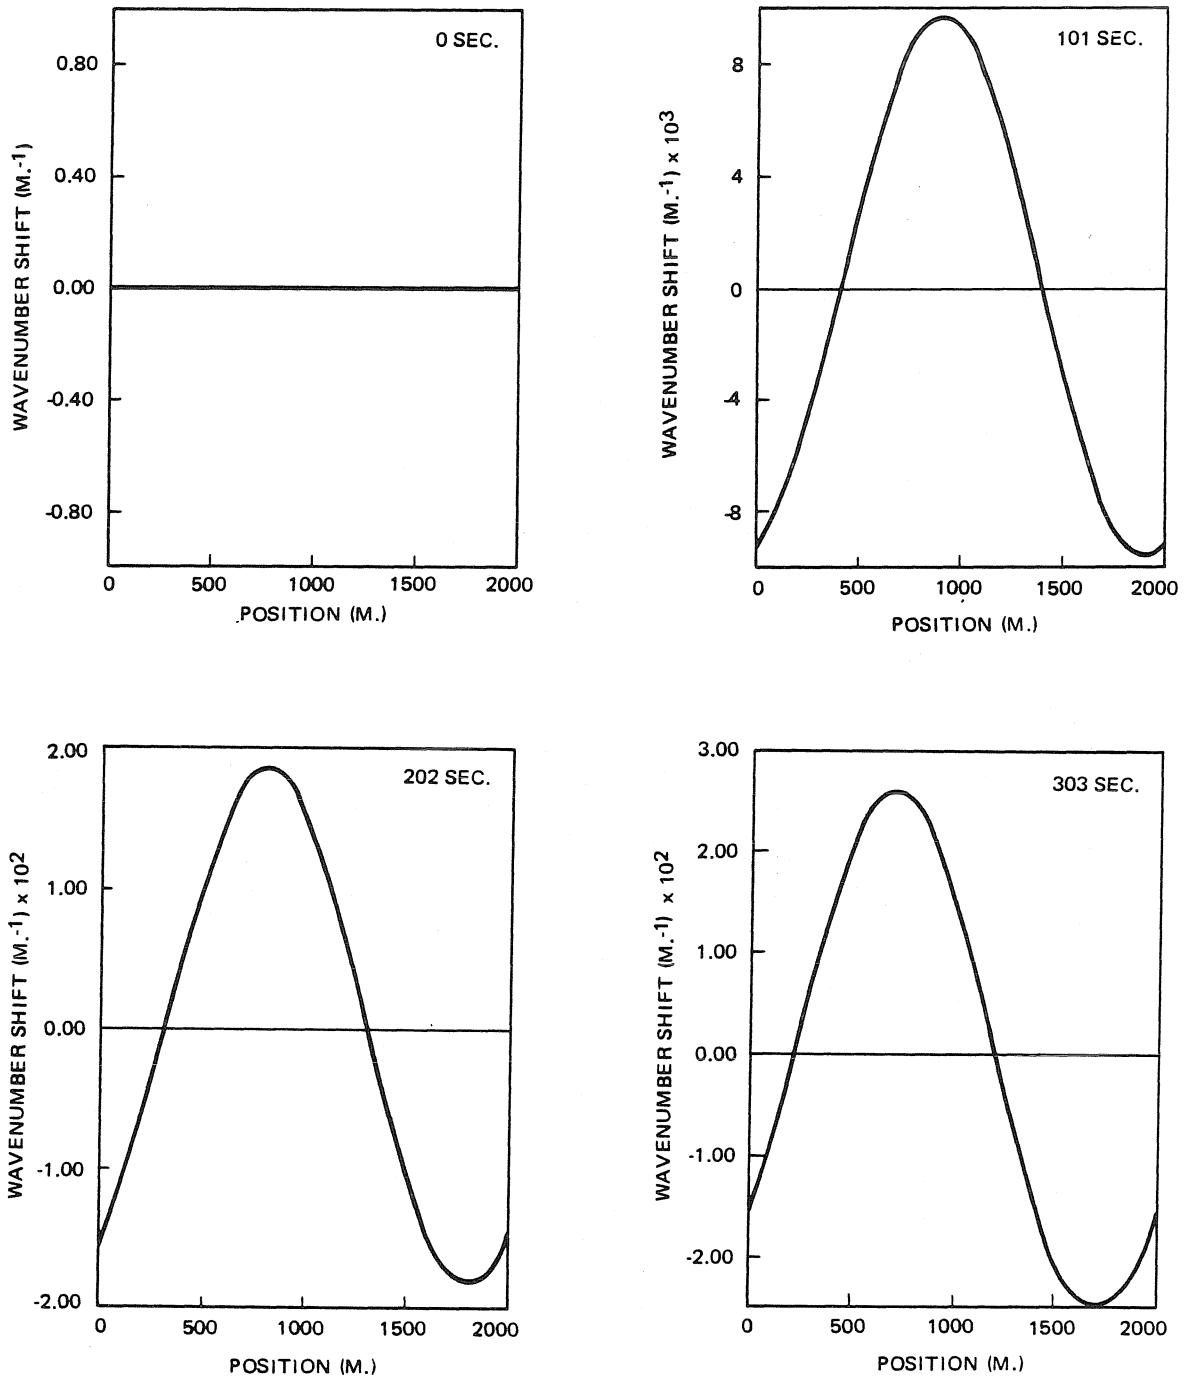 0 SEC.
WAVENUMBER SHIFT (M.⁻¹)
0.80
0.40
0.00
-0.40
-0.80
0 500 1000 1500 2000
POSITION (M.)
101 SEC.
WAVENUMBER SHIFT (M.⁻¹) x 10³
8
4
0
-4
-8
0 500 1000 1500 2000
POSITION (M.)
202 SEC.
WAVENUMBER SHIFT (M.⁻¹) x 10²
2.00
1.00
0.00
-1.00
-2.00
0 500 1000 1500 2000
POSITION (M.)
303 SEC.
WAVENUMBER SHIFT (M.⁻¹) x 10²
3.00
2.00
1.00
0.00
-1.00
-2.00
0 500 1000 1500 2000
POSITION (M.)